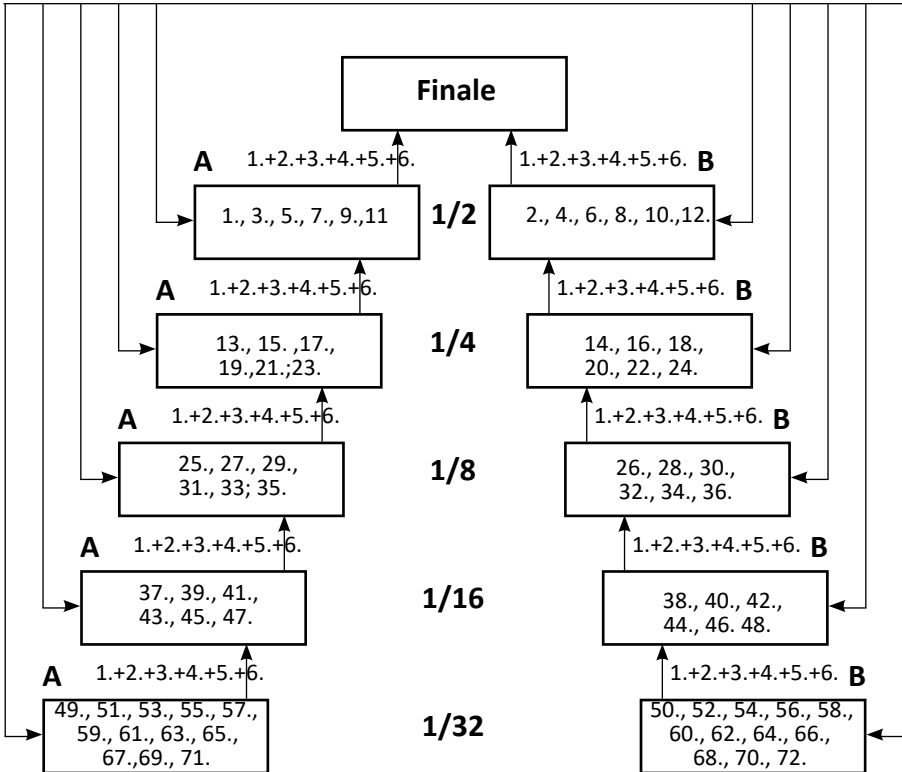 Finale
A 1.+2.+3.+4.+5.+6. 1.+2.+3.+4.+5.+6. B
1., 3., 5., 7., 9.,11 1/2 2., 4., 6., 8., 10.,12.
A 1.+2.+3.+4.+5.+6. 1.+2.+3.+4.+5.+6. B
13., 15. ,17., 1/4 14., 16., 18.,
19.,21.;23. 20., 22., 24.
A 1.+2.+3.+4.+5.+6. 1.+2.+3.+4.+5.+6. B
25., 27., 29., 1/8 26., 28., 30.,
31., 33; 35. 32., 34., 36.
A 1.+2.+3.+4.+5.+6. 1.+2.+3.+4.+5.+6. B
37., 39., 41., 1/16 38., 40., 42.,
43., 45., 47. 44., 46. 48.
A 1.+2.+3.+4.+5.+6. 1.+2.+3.+4.+5.+6. B
49., 51., 53., 55., 57., 50., 52., 54., 56., 58.,
59., 61., 63., 65., 1/32 60., 62., 64., 66.,
67.,69., 71. 68., 70., 72.